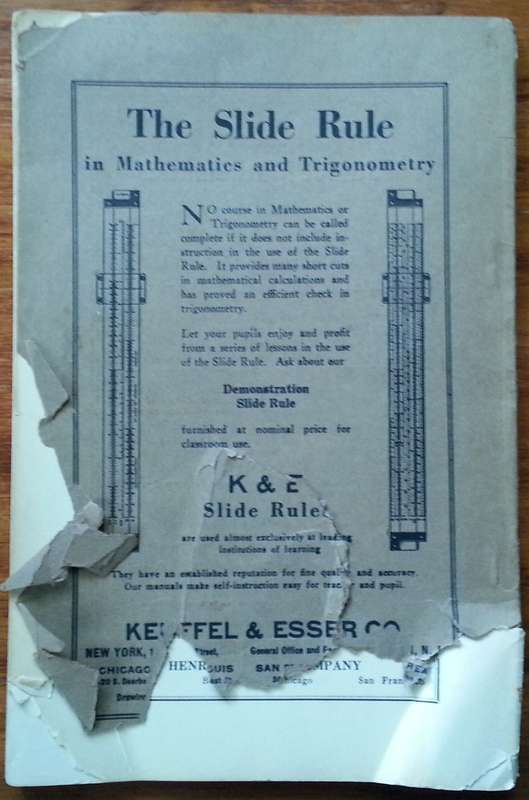 The Slide Rule
in Mathematics and Trigonometry
NO course in Mathematics or
Trigonometry can be called
complete if it does not include in-
struction in the use of the Slide
Rule. It provides many short cuts
in mathematical calculations and
has proved an efficient check in
trigonometry.
Let your pupils enjoy and profit
from a series of lessons in the use
of the Slide Rule. Ask about our
Demonstration
Slide Rule
furnished at nominal price for
classroom use.
K & E
Slide Rules
are used almost exclusively at leading
institutions of learning
They have an established reputation for fine quality and accuracy.
Our manuals make self-instruction easy for teacher and pupil.
KEUFFEL & ESSER CO
NEW YORK, 1 Street, General Office and N.
CHICAGO HENR OUIS SAN OMPANY
San Fran
Drawin